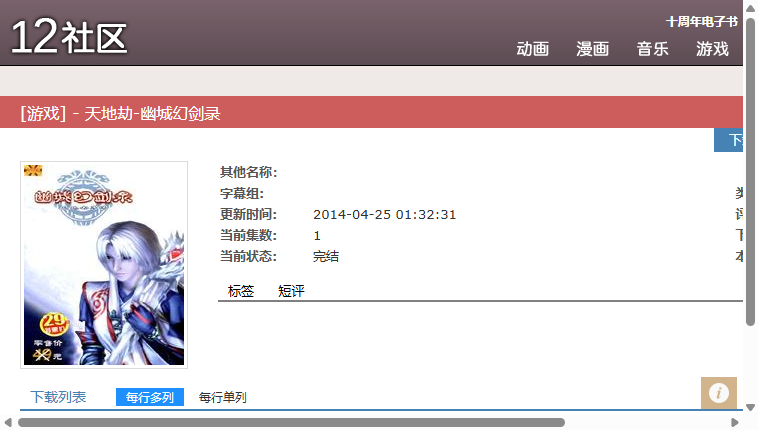 12社区
十周年电子书
动画 漫画 音乐 游戏
[游戏] - 天地劫-幽城幻剑录
幽城幻剑录
29
零售价
其他名称:
字幕组:
更新时间: 2014-04-25 01:32:31
当前集数: 1
当前状态: 完结
标签 短评
下载列表 每行多列 每行单列